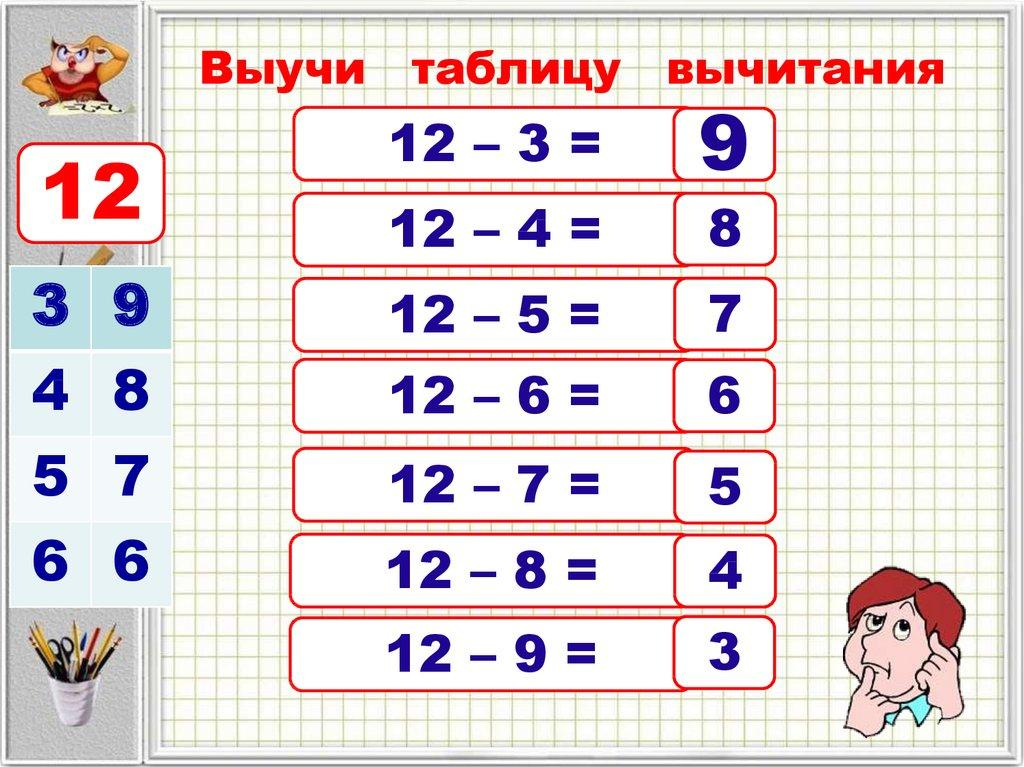 Выучи таблицу вычитания
12
3 9
4 8
5 7
6 6
12 – 3 = 9
12 – 4 = 8
12 – 5 = 7
12 – 6 = 6
12 – 7 = 5
12 – 8 = 4
12 – 9 = 3